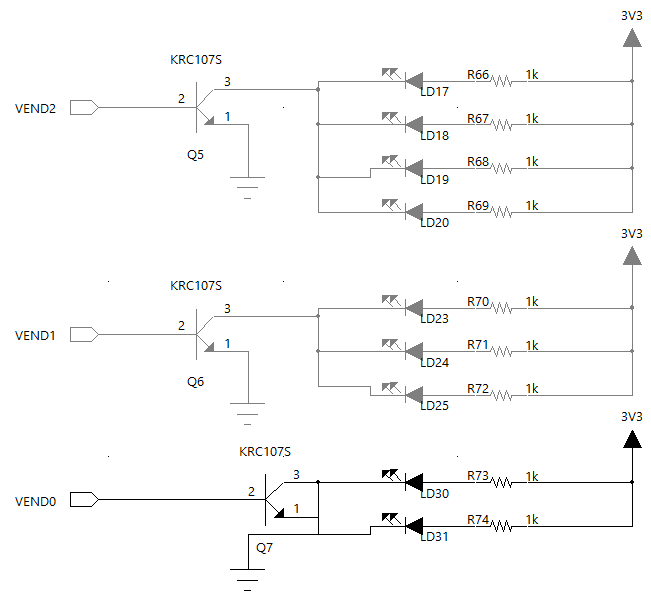 3V3
KRC107S
3
R66 1k
2
LD17
VEND2
1
R67 1k
LD18
Q5
R68 1k
LD19
R69 1k
LD20
3V3
KRC107S
3
R70 1k
2
LD23
VEND1
1
R71 1k
LD24
Q6
R72 1k
LD25
3V3
KRC107S
3
R73 1k
2
LD30
VEND0
1
R74 1k
LD31
Q7